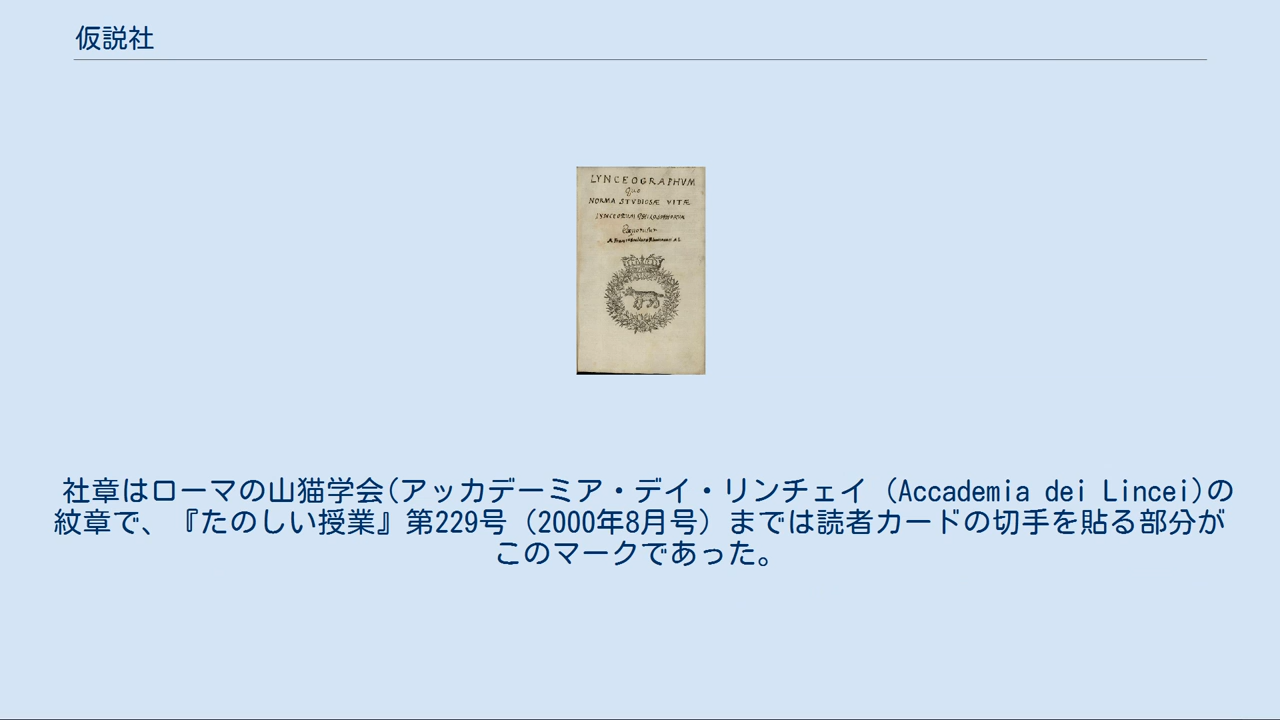 仮説社
LYNCEOGRAPHVM
Quo
NORMA STVDIOSÆ VITÆ
LYNCEORUM PHILOSOPHORUM
社章はローマの山猫学会(アッカデーミア・デイ・リンチェイ (Accademia dei Lincei)の
紋章で、『たのしい授業』第229号（2000年8月号）までは読者カードの切手を貼る部分が
このマークであった。